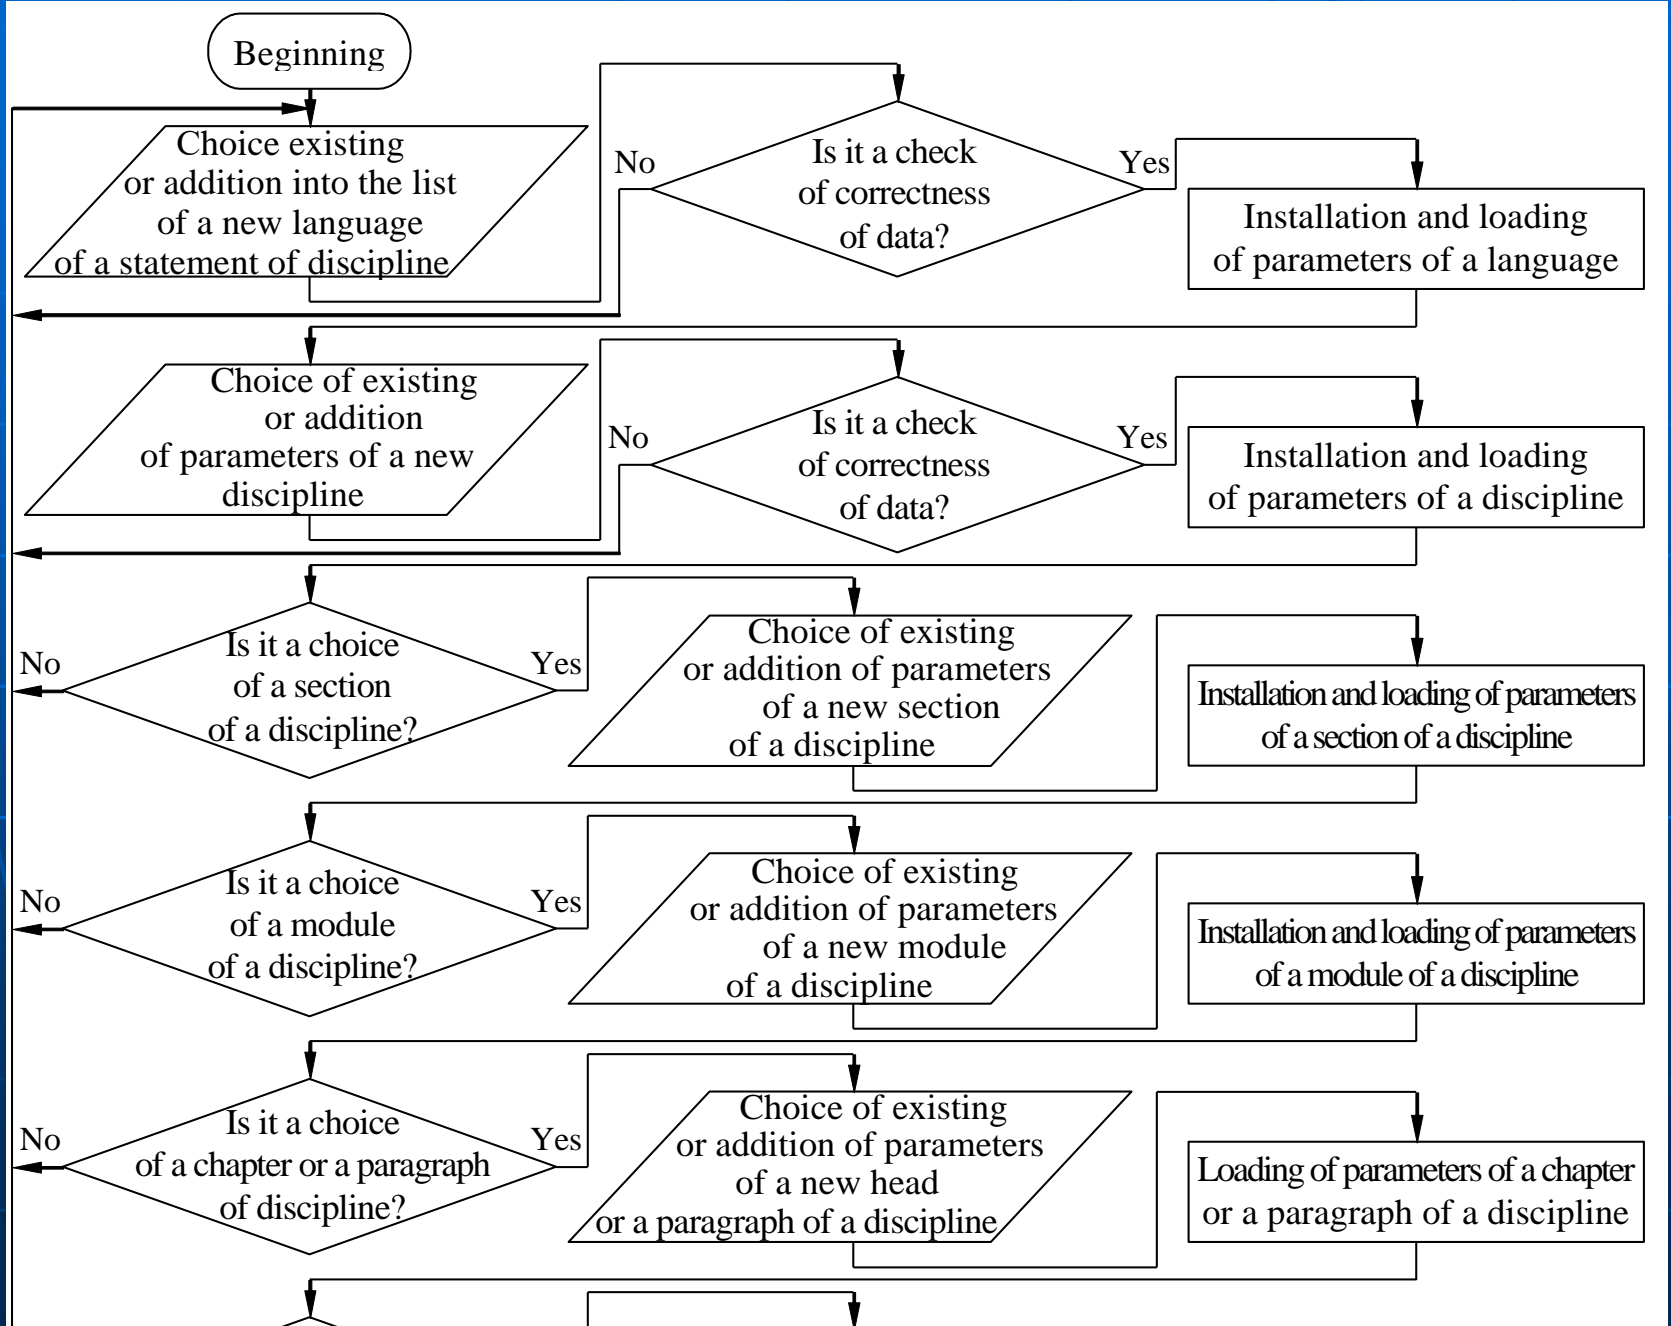 Beginning
Choice existing
or addition into the list
of a new language
of a statement of discipline
No
Is it a check
of correctness
of data?
Yes
Installation and loading
of parameters of a language
Choice of existing
or addition
of parameters of a new
discipline
No
Is it a check
of correctness
of data?
Yes
Installation and loading
of parameters of a discipline
No
Is it a choice
of a section
of a discipline?
Yes
Choice of existing
or addition of parameters
of a new section
of a discipline
Installation and loading of parameters
of a section of a discipline
No
Is it a choice
of a module
of a discipline?
Yes
Choice of existing
or addition of parameters
of a new module
of a discipline
Installation and loading of parameters
of a module of a discipline
No
Is it a choice
of a chapter or a paragraph
of discipline?
Yes
Choice of existing
or addition of parameters
of a new head
or a paragraph of a discipline
Loading of parameters of a chapter
or a paragraph of a discipline